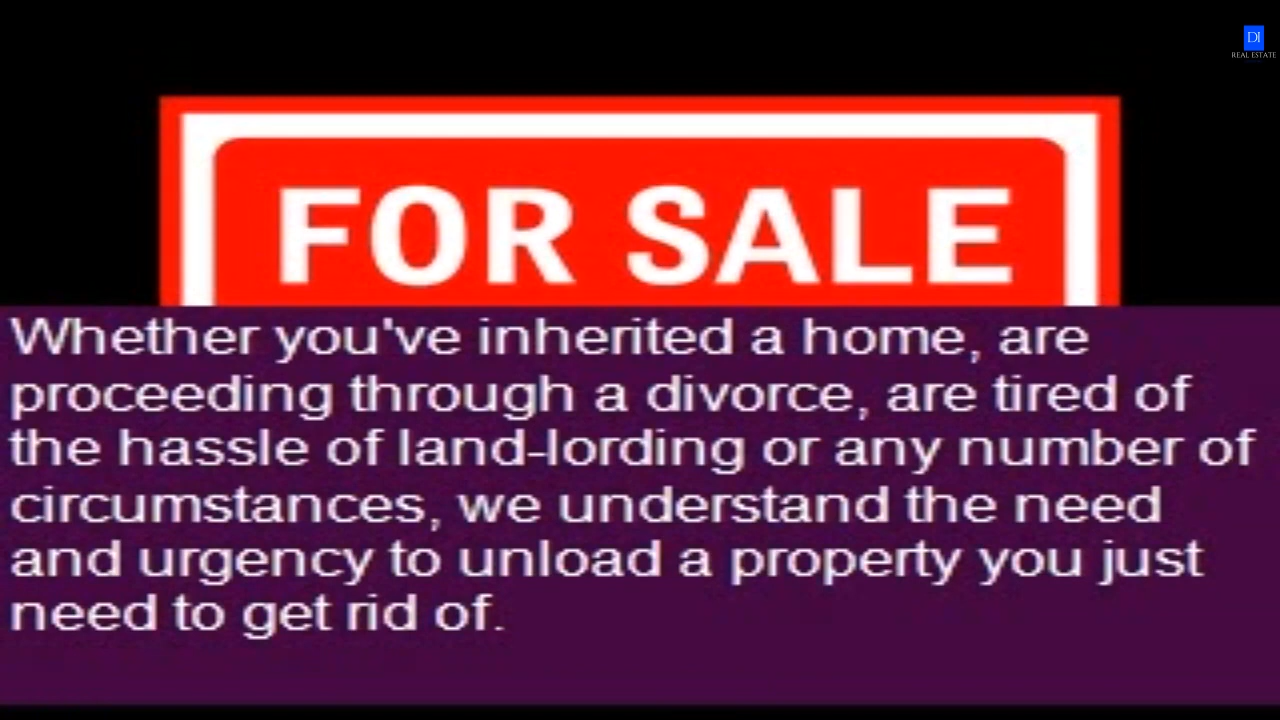 DI
REAL ESTATE
FOR SALE
Whether you've inherited a home, are
proceeding through a divorce, are tired of
the hassle of land-lording or any number of
circumstances, we understand the need
and urgency to unload a property you just
need to get rid of.